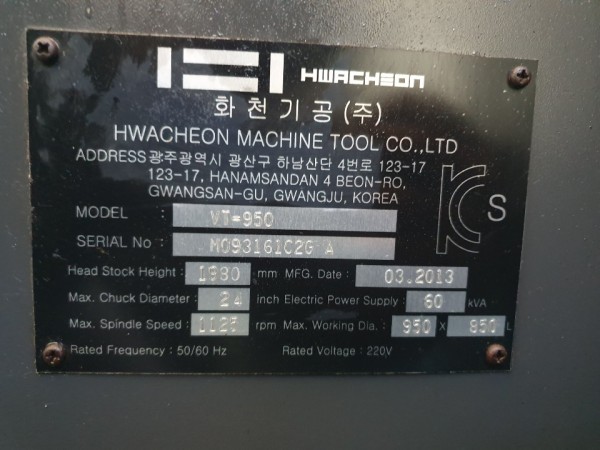 HWACHEON
화 천 기 공 (주)
HWACHEON MACHINE TOOL CO.,LTD
ADDRESS 광주광역시 광산구 하남산단 4번로 123-17
123-17, HANAMSANDAN 4 BEON-RO,
GWANGSAN-GU, GWANGJU, KOREA
MODEL : VT-950
SERIAL No : M093161C2G A
Head Stock Height : 1980 mm MFG. Date : 03.2013
Max. Chuck Diameter : 24 inch Electric Power Supply : 60 kVA
Max. Spindle Speed : 1125 rpm Max. Working Dia. : 950 X 850 L
Rated Frequency : 50/60 Hz Rated Voltage : 220V
KC S